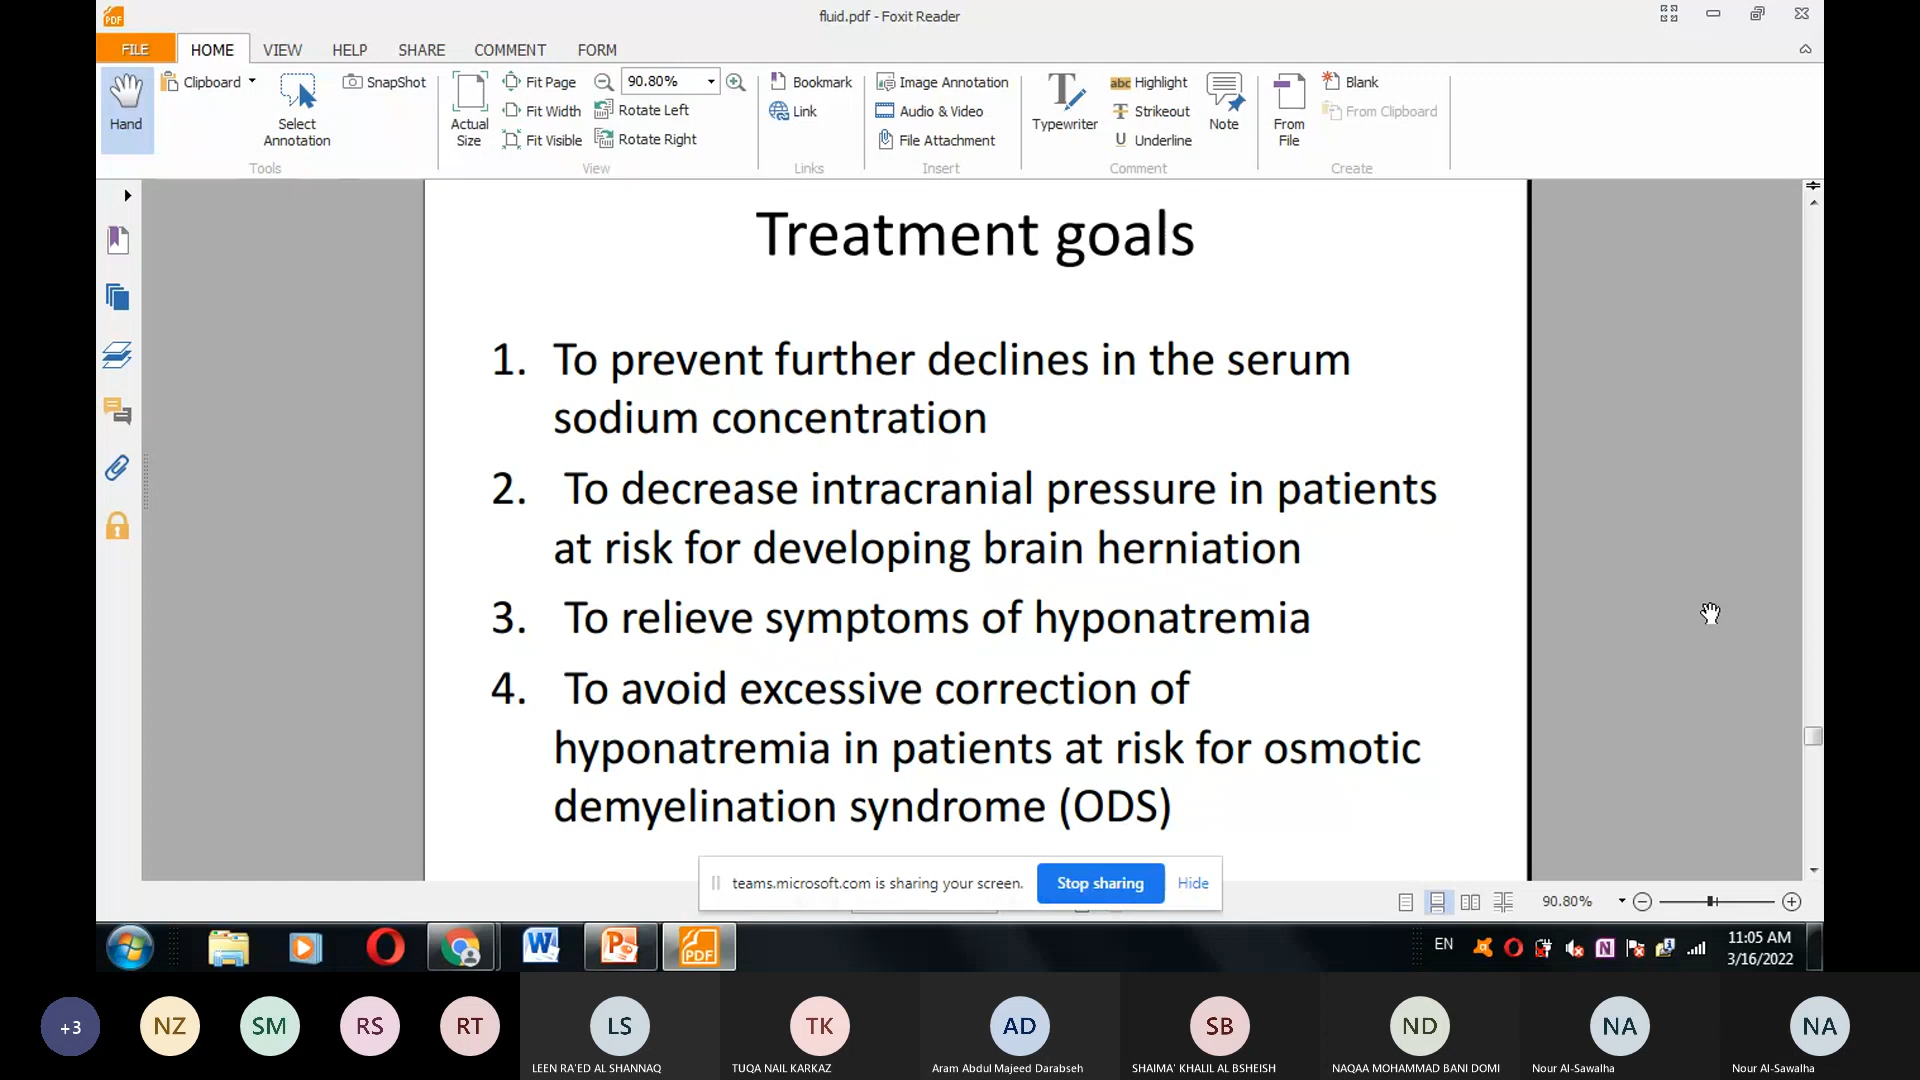 fluid.pdf - Foxit Reader
FILE HOME VIEW HELP SHARE COMMENT FORM
Hand
Clipboard
Select
Annotation
SnapShot
Tools
Actual
Size
Fit Page
Fit Width
Fit Visible
90.80%
Rotate Left
Rotate Right
View
Bookmark
Link
Links
Image Annotation
Audio & Video
File Attachment
Insert
Typewriter
abc Highlight
Strikeout
U Underline
Note
Comment
From
File
Blank
From Clipboard
Create
Treatment goals
1. To prevent further declines in the serum
sodium concentration
2. To decrease intracranial pressure in patients
at risk for developing brain herniation
3. To relieve symptoms of hyponatremia
4. To avoid excessive correction of
hyponatremia in patients at risk for osmotic
demyelination syndrome (ODS)
teams.microsoft.com is sharing your screen. Stop sharing Hide
90.80%
EN
11:05 AM
3/16/2022
+3 NZ SM RS RT LS TK AD SB ND NA NA
LEEN RA'ED AL SHANNAQ TUQA NAIL KARKAZ Aram Abdul Majeed Darabseh SHAIMA' KHALIL AL BSHEISH NAQAA MOHAMMAD BANI DOMI Nour Al-Sawalha Nour Al-Sawalha